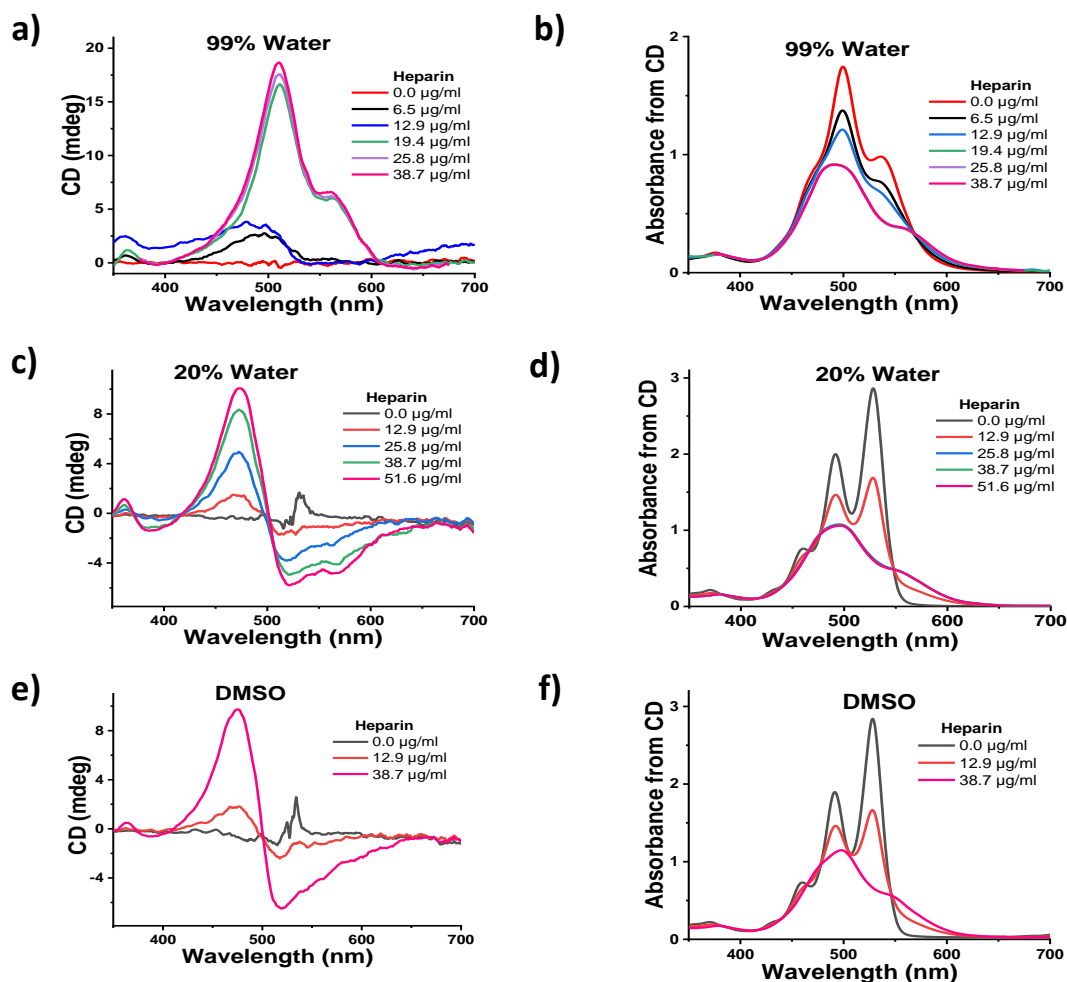 a)
99% Water
CD (mdeg)
20
15
10
5
0
Heparin
0.0 µg/ml
6.5 µg/ml
12.9 µg/ml
19.4 µg/ml
25.8 µg/ml
38.7 µg/ml
400 500 600 700
Wavelength (nm)
b)
99% Water
Absorbance from CD
2
1
0
Heparin
0.0 µg/ml
6.5 µg/ml
12.9 µg/ml
19.4 µg/ml
25.8 µg/ml
38.7 µg/ml
400 500 600 700
Wavelength (nm)
c)
20% Water
CD (mdeg)
8
4
0
-4
Heparin
0.0 µg/ml
12.9 µg/ml
25.8 µg/ml
38.7 µg/ml
51.6 µg/ml
400 500 600 700
Wavelength (nm)
d)
20% Water
Absorbance from CD
3
2
1
0
Heparin
0.0 µg/ml
12.9 µg/ml
25.8 µg/ml
38.7 µg/ml
51.6 µg/ml
400 500 600 700
Wavelength (nm)
e)
DMSO
CD (mdeg)
8
4
0
-4
Heparin
0.0 µg/ml
12.9 µg/ml
38.7 µg/ml
400 500 600 700
Wavelength (nm)
f)
DMSO
Absorbance from CD
3
2
1
0
Heparin
0.0 µg/ml
12.9 µg/ml
38.7 µg/ml
400 500 600 700
Wavelength (nm)